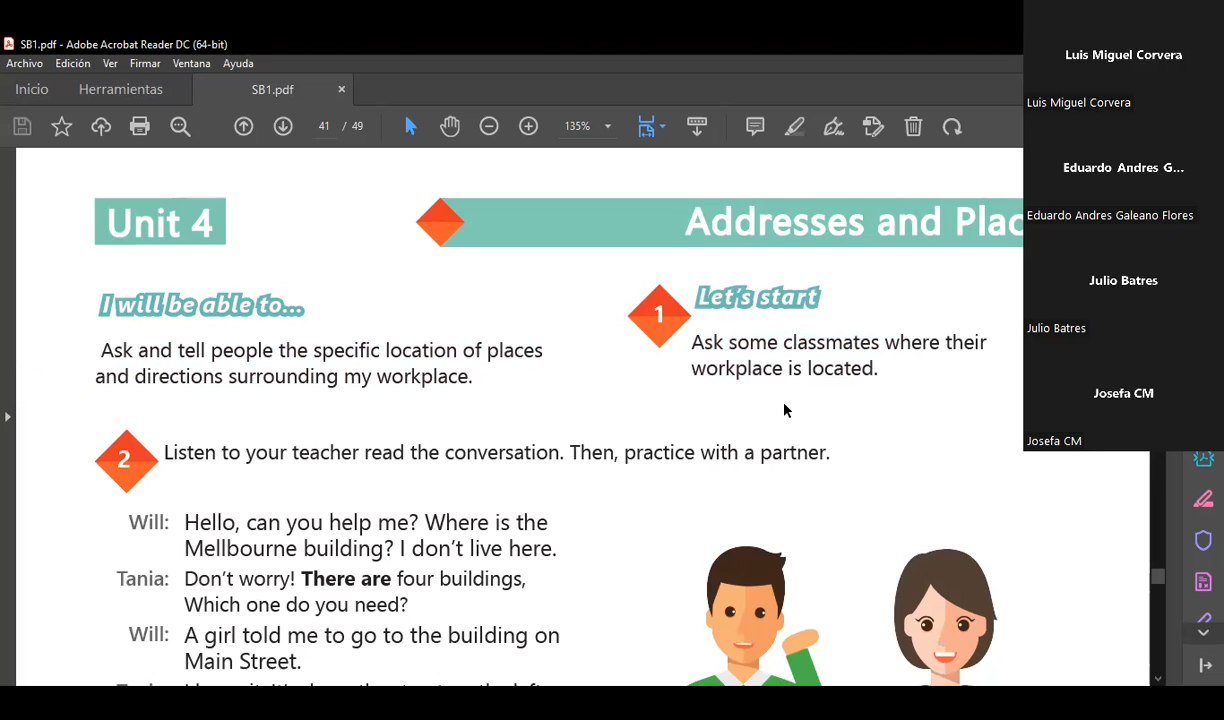 SB1.pdf - Adobe Acrobat Reader DC (64-bit)
Archivo Edición Ver Firmar Ventana Ayuda
Inicio Herramientas SB1.pdf ×
41 / 49 135%
Unit 4
Addresses and Plac
I will be able to...
Ask and tell people the specific location of places
and directions surrounding my workplace.
1 Let's start
Ask some classmates where their
workplace is located.
2 Listen to your teacher read the conversation. Then, practice with a partner.
Will: Hello, can you help me? Where is the
Mellbourne building? I don't live here.
Tania: Don't worry! There are four buildings,
Which one do you need?
Will: A girl told me to go to the building on
Main Street.
Luis Miguel Corvera
Luis Miguel Corvera
Eduardo Andres G...
Eduardo Andres Galeano Flores
Julio Batres
Julio Batres
Josefa CM
Josefa CM